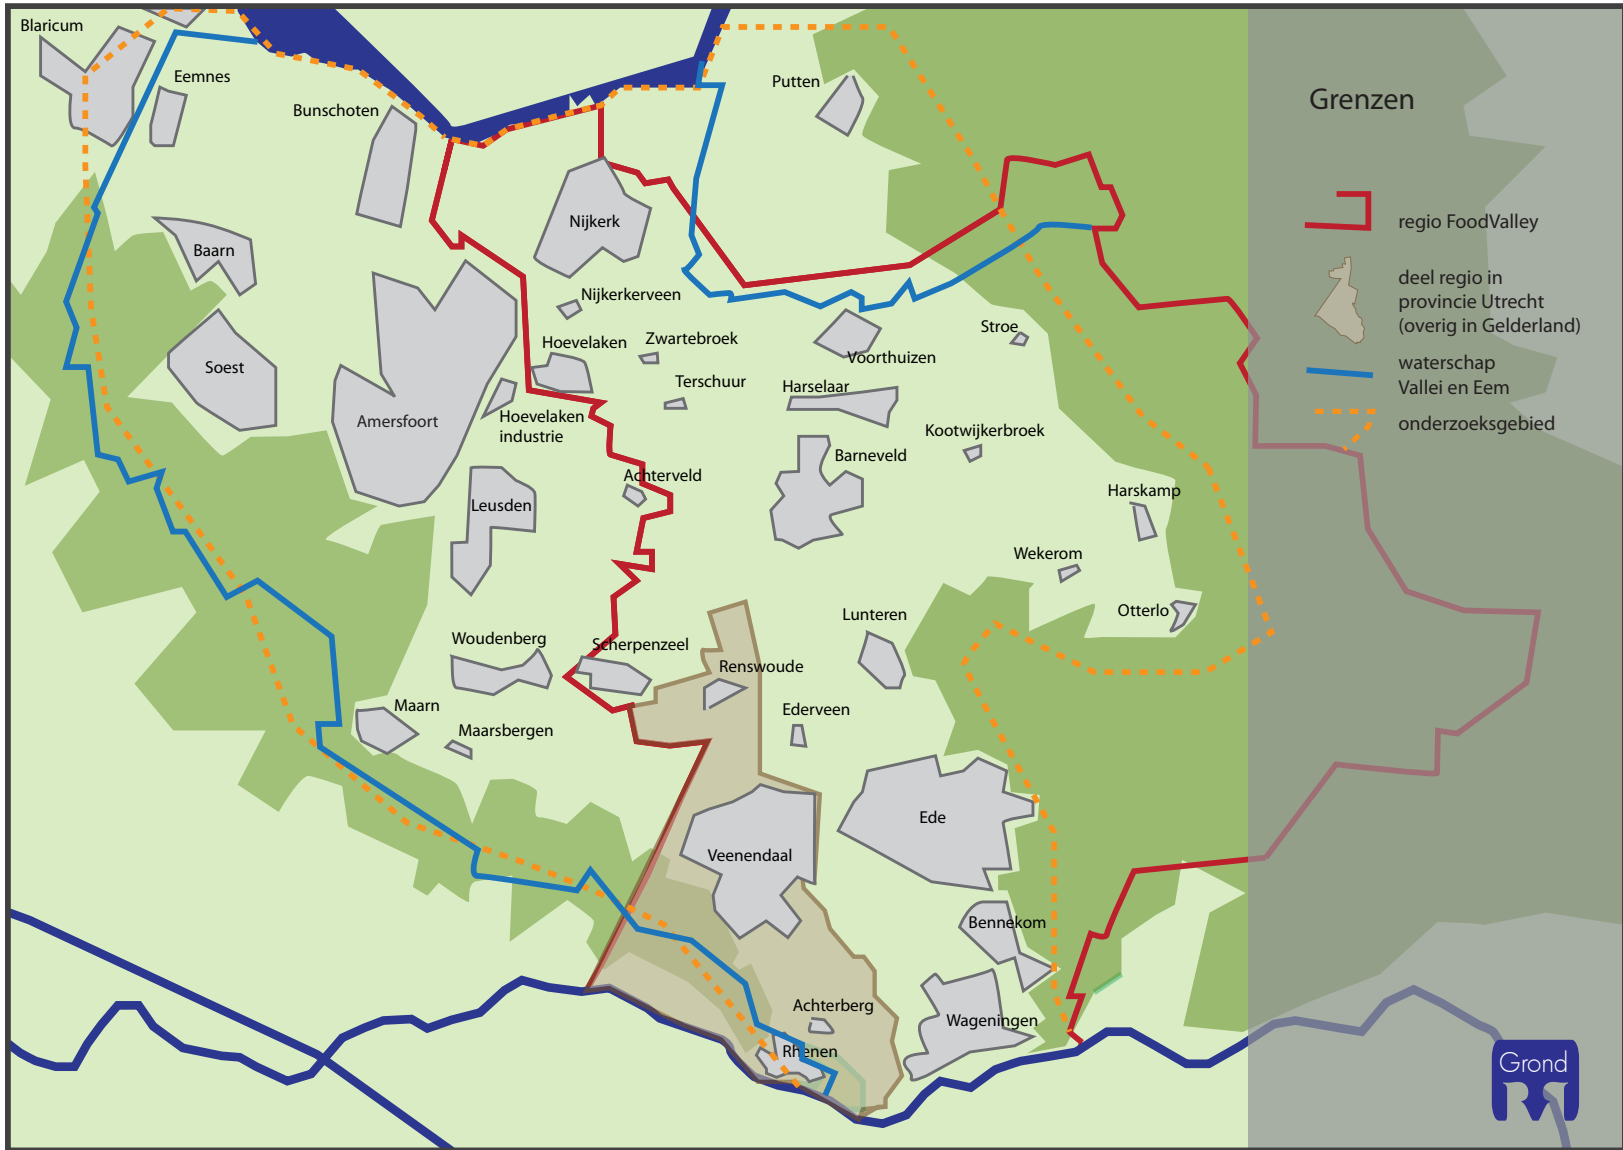 Blaricum
Eemnes
Bunschoten
Putten
Grenzen
Nijkerk
regio FoodValley
Baarn
deel regio in
provincie Utrecht
(overig in Gelderland)
Nijkerkerveen
Stroe
Hoevelaken
Zwartebroek
Voorthuizen
waterschap
Vallei en Eem
Soest
Terschuur
Harselaar
Amersfoort
Hoevelaken
industrie
onderzoeksgebied
Kootwijkerbroek
Barneveld
Achterveld
Harskamp
Leusden
Wekerom
Otterlo
Lunteren
Woudenberg
Scherpenzeel
Renswoude
Maarn
Ederveen
Maarsbergen
Ede
Veenendaal
Bennekom
Achterberg
Wageningen
Rhenen
Grond